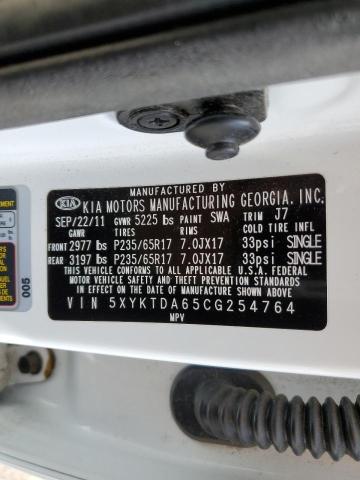 MANUFACTURED BY
KIA KIA MOTORS MANUFACTURING GEORGIA, INC.
SEP/22/11 GVWR 5225 lbs PAINT SWA TRIM J7
GAWR TIRES RIMS COLD TIRE INFL
FRONT 2977 lbs P235/65R17 7.0JX17 33psi SINGLE
REAR 3197 lbs P235/65R17 7.0JX17 33psi SINGLE
THIS VEHICLE CONFORMS TO ALL APPLICABLE U.S.A. FEDERAL
MOTOR VEHICLE SAFETY AND THEFT PREVENTION STANDARDS
IN EFFECT ON THE DATE OF MANUFACTURE SHOWN ABOVE.
VIN 5XYKTDA65CG254764
MPV
005